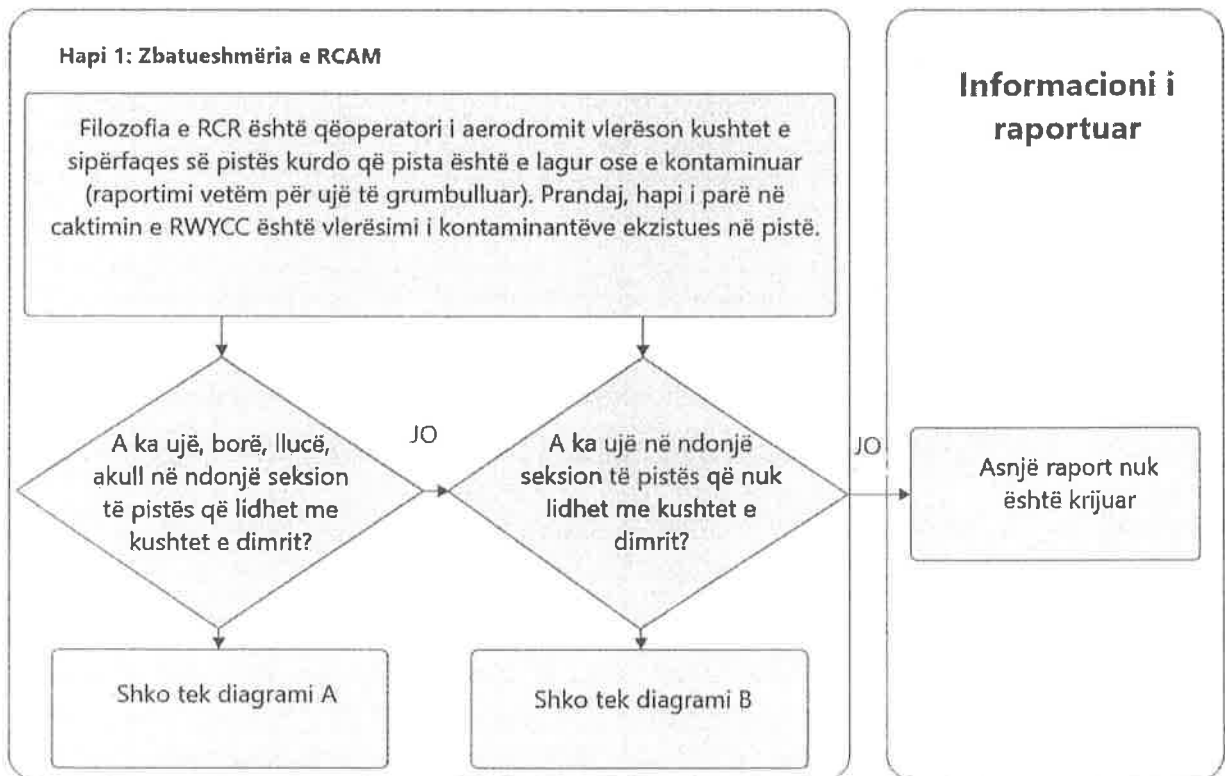 Hapi 1: Zbatueshmëria e RCAM
Filozofia e RCR është qëoperatori i aerodromit vlerëson kushtet e
sipërfaqes së pistës kurdo që pista është e lagur ose e kontaminuar
(raportimi vetëm për ujë të grumbulluar). Prandaj, hapi i parë në
caktimin e RWYCC është vlerësimi i kontaminantëve ekzistues në pistë.
A ka ujë, borë, llucë,
akull në ndonjë seksion
të pistës që lidhet me
kushtet e dimrit?
JO
A ka ujë në ndonjë
seksion të pistës që nuk
lidhet me kushtet e
dimrit?
JO
Shko tek diagrami A
Shko tek diagrami B
Informacioni i
raportuar
Asnjë raport nuk
është krijuar